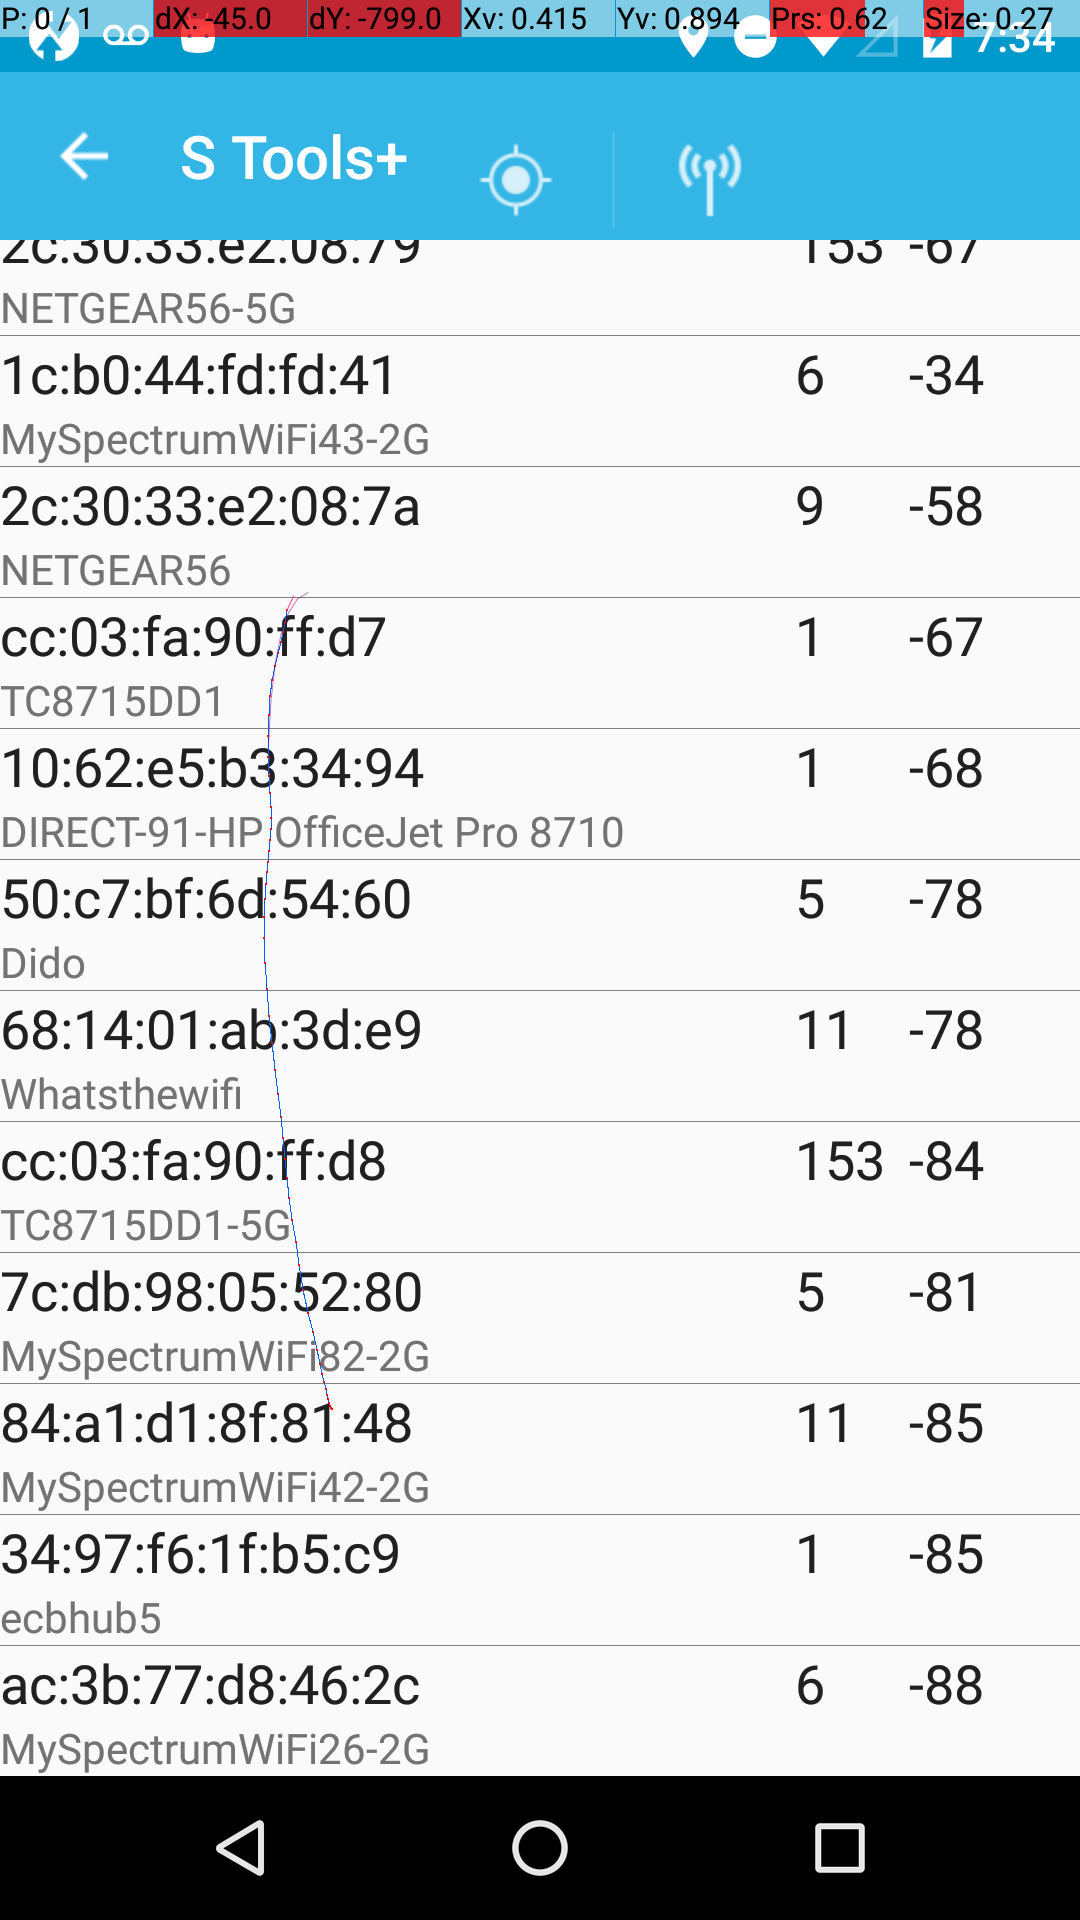 P: 0 / 1 dX: -45.0 dY: -799.0 Xv: 0.415 Yv: 0.894 Prs: 0.62 Size: 0.27
7:34
S Tools+
2c:30:33:e2:08:79 153 -67
NETGEAR56-5G
1c:b0:44:fd:fd:41 6 -34
MySpectrumWiFi43-2G
2c:30:33:e2:08:7a 9 -58
NETGEAR56
cc:03:fa:90:ff:d7 1 -67
TC8715DD1
10:62:e5:b3:34:94 1 -68
DIRECT-91-HP OfficeJet Pro 8710
50:c7:bf:6d:54:60 5 -78
Dido
68:14:01:ab:3d:e9 11 -78
Whatsthewifi
cc:03:fa:90:ff:d8 153 -84
TC8715DD1-5G
7c:db:98:05:52:80 5 -81
MySpectrumWiFi82-2G
84:a1:d1:8f:81:48 11 -85
MySpectrumWiFi42-2G
34:97:f6:1f:b5:c9 1 -85
ecbhub5
ac:3b:77:d8:46:2c 6 -88
MySpectrumWiFi26-2G